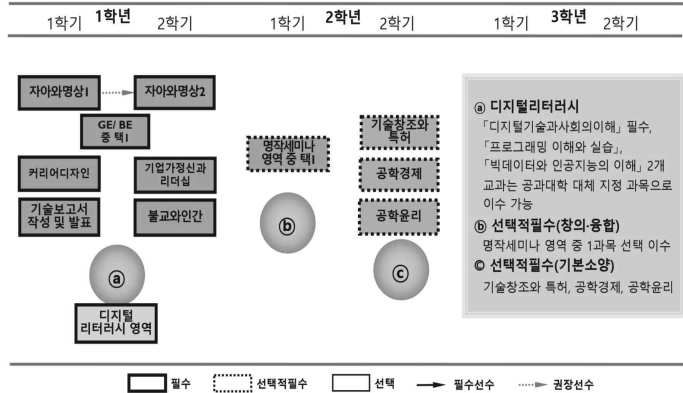 1학년 2학년 3학년
1학기 2학기 1학기 2학기 1학기 2학기
자아와명상1
자아와명상2
GE/ BE
중 택1
커리어디자인
기업가정신과
리더십
기술보고서
작성 및 발표
불교와인간
ⓐ
디지털
리터러시 영역
명작세미나
영역 중 택1
ⓑ
기술창조와
특허
공학경제
공학윤리
ⓒ
ⓐ 디지털리터러시
「디지털기술과사회의이해」 필수,
「프로그래밍 이해와 실습」,
「빅데이터와 인공지능의 이해」 2개
교과는 공과대학 대체 지정 과목으로
이수 가능
ⓑ 선택적필수(창의·융합)
명작세미나 영역 중 1과목 선택 이수
ⓒ 선택적필수(기본소양)
기술창조와 특허, 공학경제, 공학윤리
필수 선택적필수 선택 필수선수 권장선수